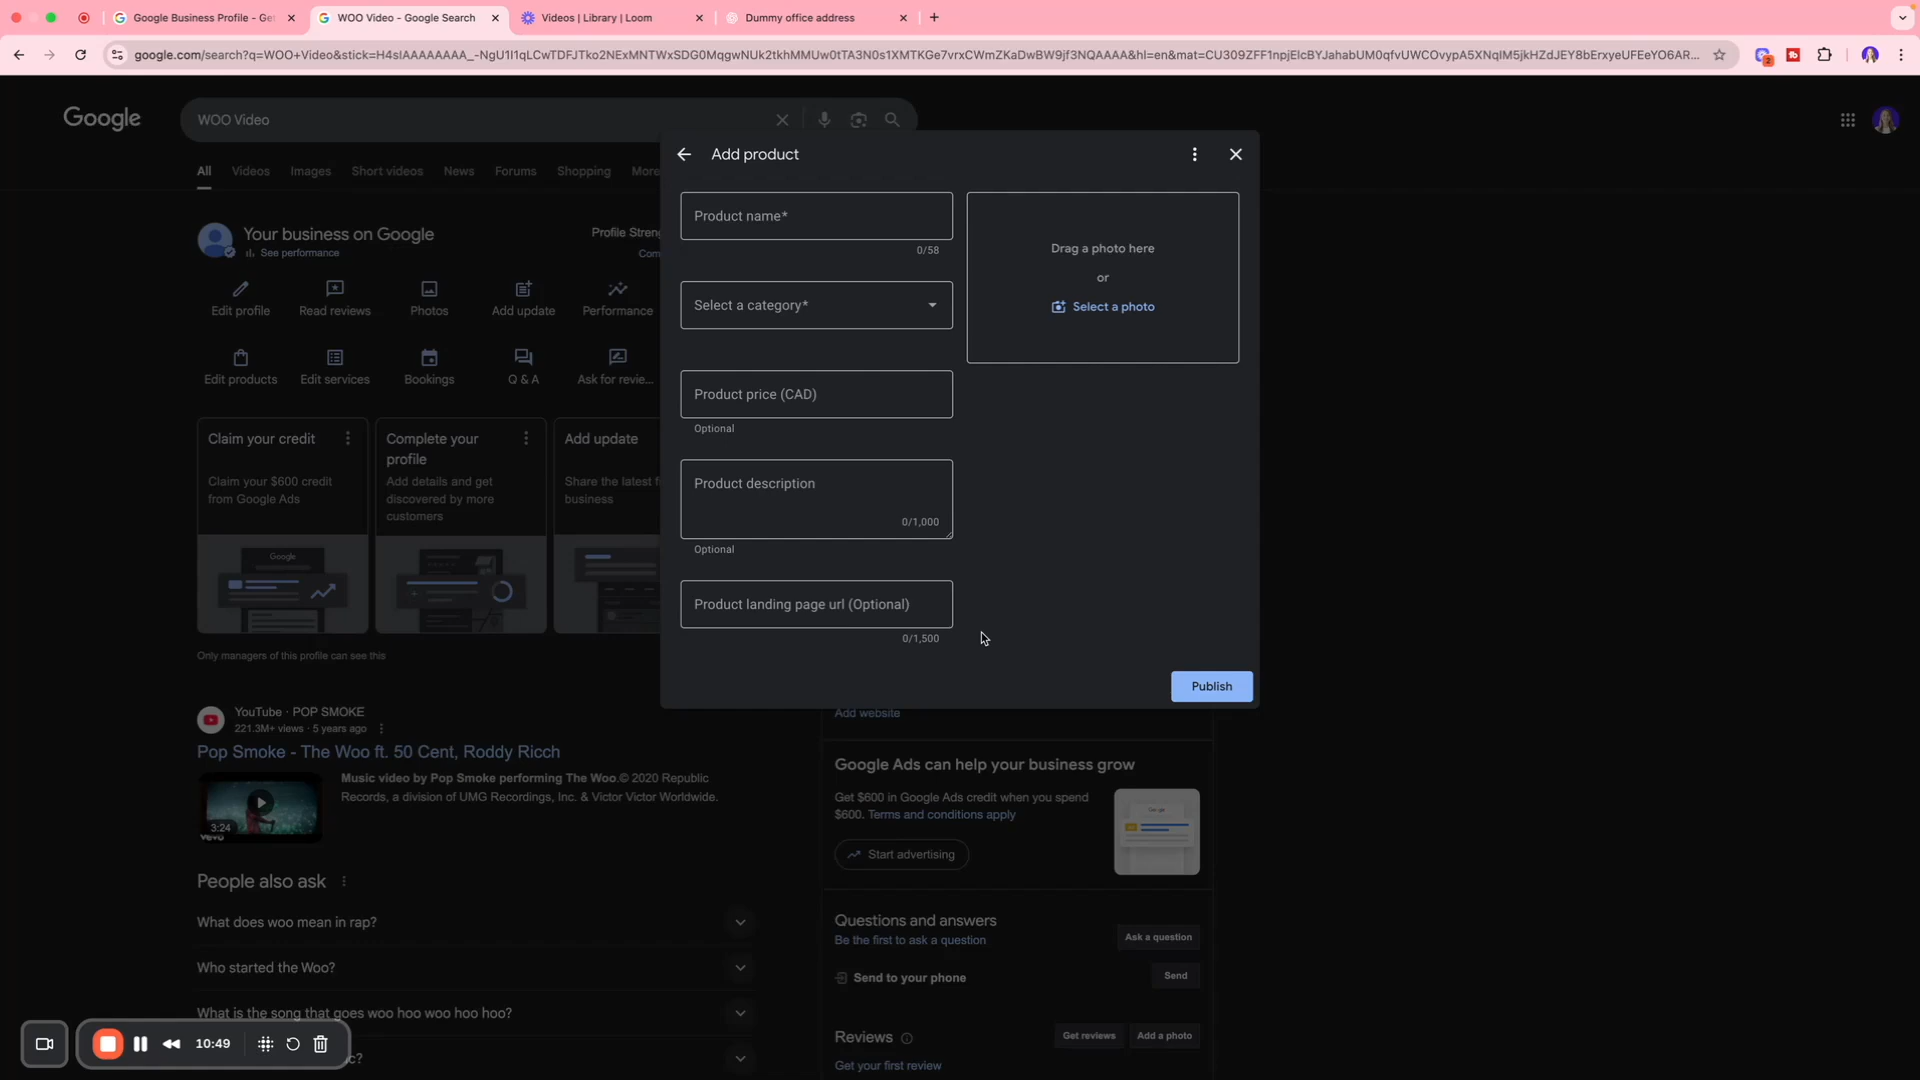 Google Business Profile - Get
WOO Video - Google Search
Videos | Library | Loom
Dummy office address
Google
WOO Video
All
Videos
Images
Short videos
News
Forums
Shopping
More
Your business on Google
See performance
Profile Stren
Com
Edit profile
Read reviews
Photos
Add update
Performance
Edit products
Edit services
Bookings
Q & A
Ask for revie...
Claim your credit
Claim your $600 credit
from Google Ads
Google
Complete your
profile
Add details and get
discovered by more
customers
Add update
Share the latest f
business
Only managers of this profile can see this
YouTube · POP SMOKE
221.3M+ views · 5 years ago
Pop Smoke - The Woo ft. 50 Cent, Roddy Ricch
Music video by Pop Smoke performing The Woo.© 2020 Republic
Records, a division of UMG Recordings, Inc. & Victor Victor Worldwide.
3:24
vevo
People also ask
What does woo mean in rap?
Who started the Woo?
What is the song that goes woo hoo woo hoo hoo?
c?
Add product
Product name*
0/58
Select a category*
Product price (CAD)
Optional
Product description
0/1,000
Optional
Product landing page url (Optional)
0/1,500
Drag a photo here
or
Select a photo
Publish
Add website
Google Ads can help your business grow
Get $600 in Google Ads credit when you spend
$600. Terms and conditions apply
Start advertising
Questions and answers
Be the first to ask a question
Ask a question
Send to your phone
Send
Reviews
Get your first review
Get reviews
Add a photo
10:49